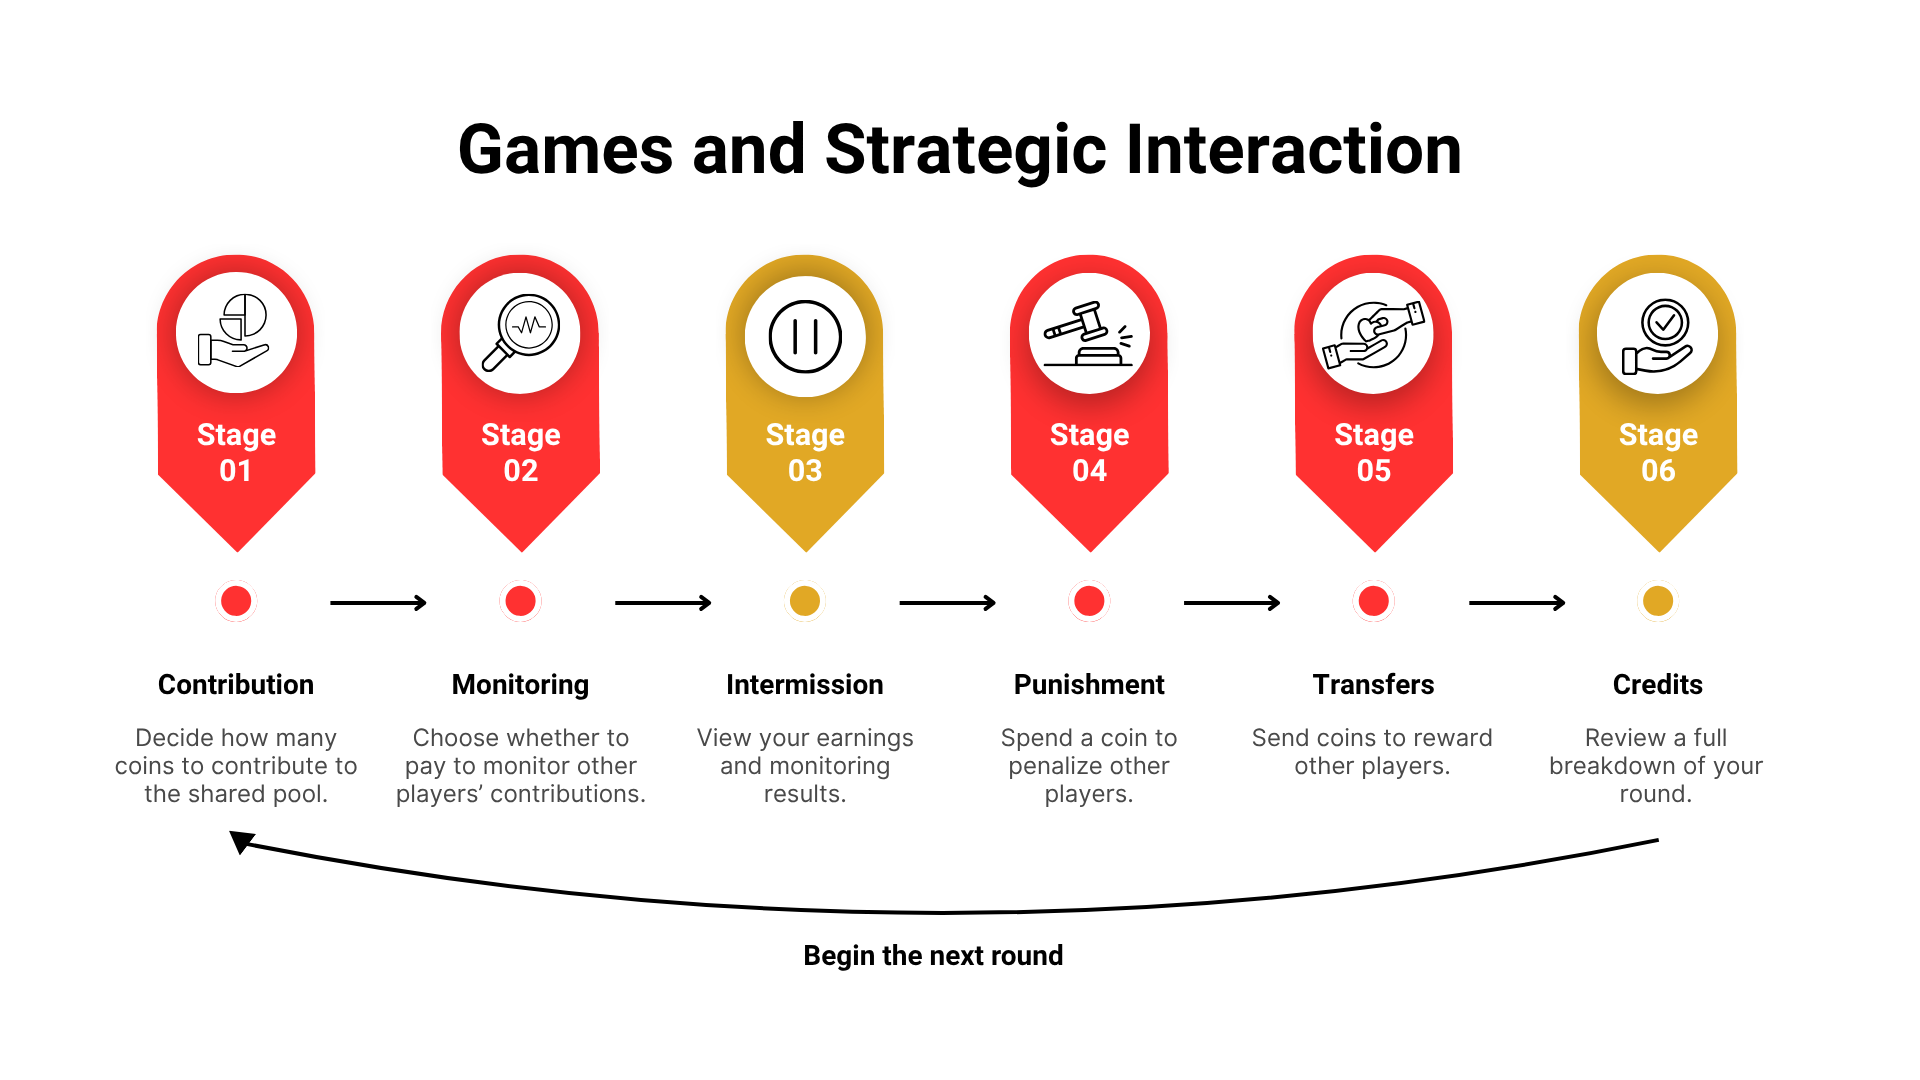 Games and Strategic Interaction
Stage
01
Stage
02
Stage
03
Stage
04
Stage
05
Stage
06
Contribution
Decide how many
coins to contribute to
the shared pool.
Monitoring
Choose whether to
pay to monitor other
players’ contributions.
Intermission
View your earnings
and monitoring
results.
Punishment
Spend a coin to
penalize other
players.
Transfers
Send coins to reward
other players.
Credits
Review a full
breakdown of your
round.
Begin the next round